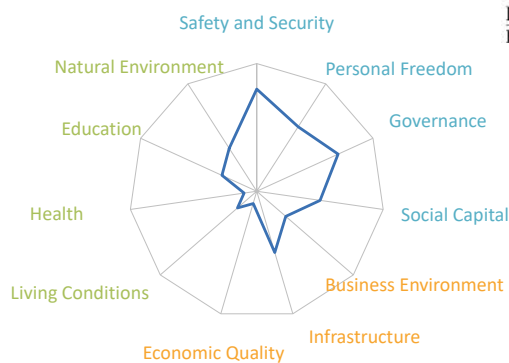 Safety and Security
Natural Environment
Personal Freedom
Education
Governance
Health
Social Capital
Living Conditions
Business Environment
Infrastructure
Economic Quality